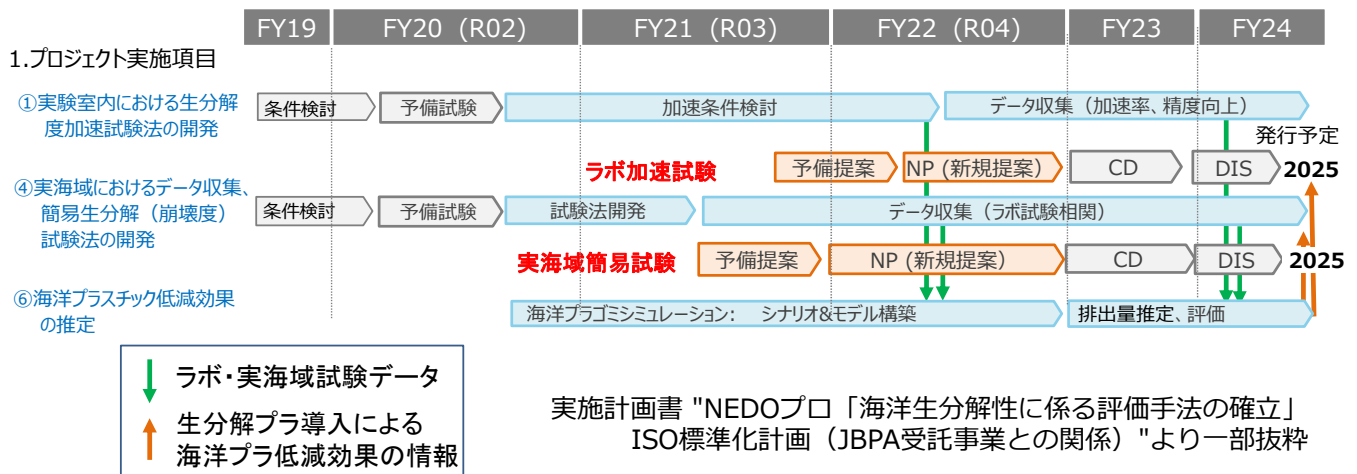 FY19 FY20 (R02) FY21 (R03) FY22 (R04) FY23 FY24
1.プロジェクト実施項目
①実験室内における生分解
度加速試験法の開発
条件検討 予備試験 加速条件検討 データ収集（加速率、精度向上）
発行予定
ラボ加速試験 予備提案 NP (新規提案） CD DIS 2025
④実海域におけるデータ収集、
簡易生分解（崩壊度）
試験法の開発
条件検討 予備試験 試験法開発 データ収集（ラボ試験相関）
実海域簡易試験 予備提案 NP (新規提案） CD DIS 2025
⑥海洋プラスチック低減効果
の推定
海洋プラゴミシミュレーション： シナリオ&モデル構築 排出量推定、評価
ラボ・実海域試験データ
生分解プラ導入による
海洋プラ低減効果の情報
実施計画書 "NEDOプロ「海洋生分解性に係る評価手法の確立」
ISO標準化計画（JBPA受託事業との関係）"より一部抜粋